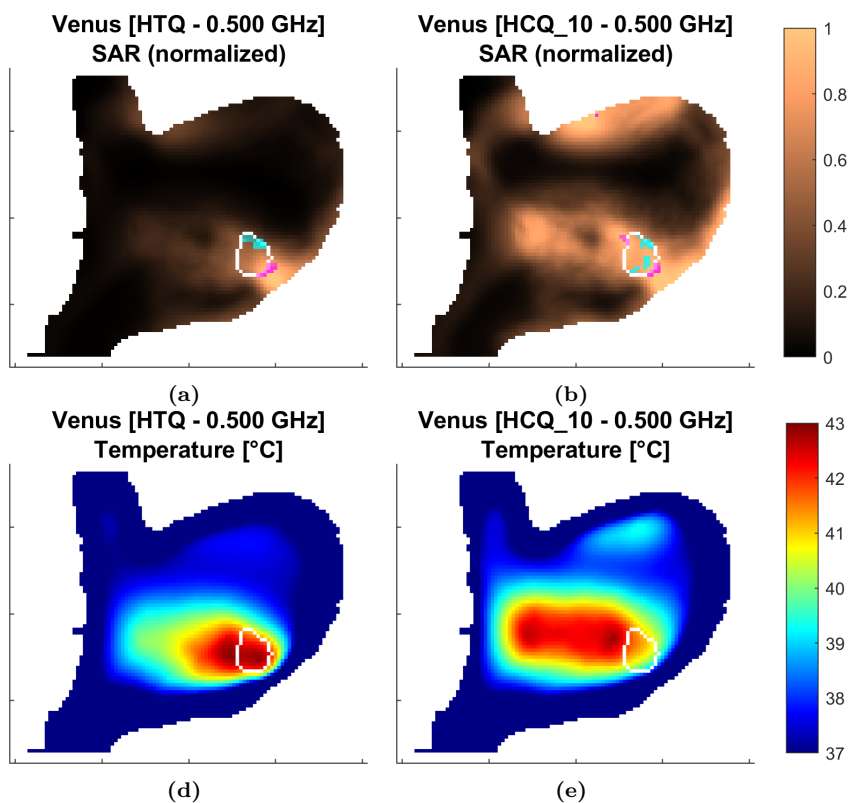 Venus [HTQ - 0.500 GHz]
SAR (normalized)
Venus [HCQ_10 - 0.500 GHz]
SAR (normalized)
1
0.8
0.6
0.4
0.2
0
(a)
(b)
Venus [HTQ - 0.500 GHz]
Temperature [°C]
Venus [HCQ_10 - 0.500 GHz]
Temperature [°C]
43
42
41
40
39
38
37
(d)
(e)